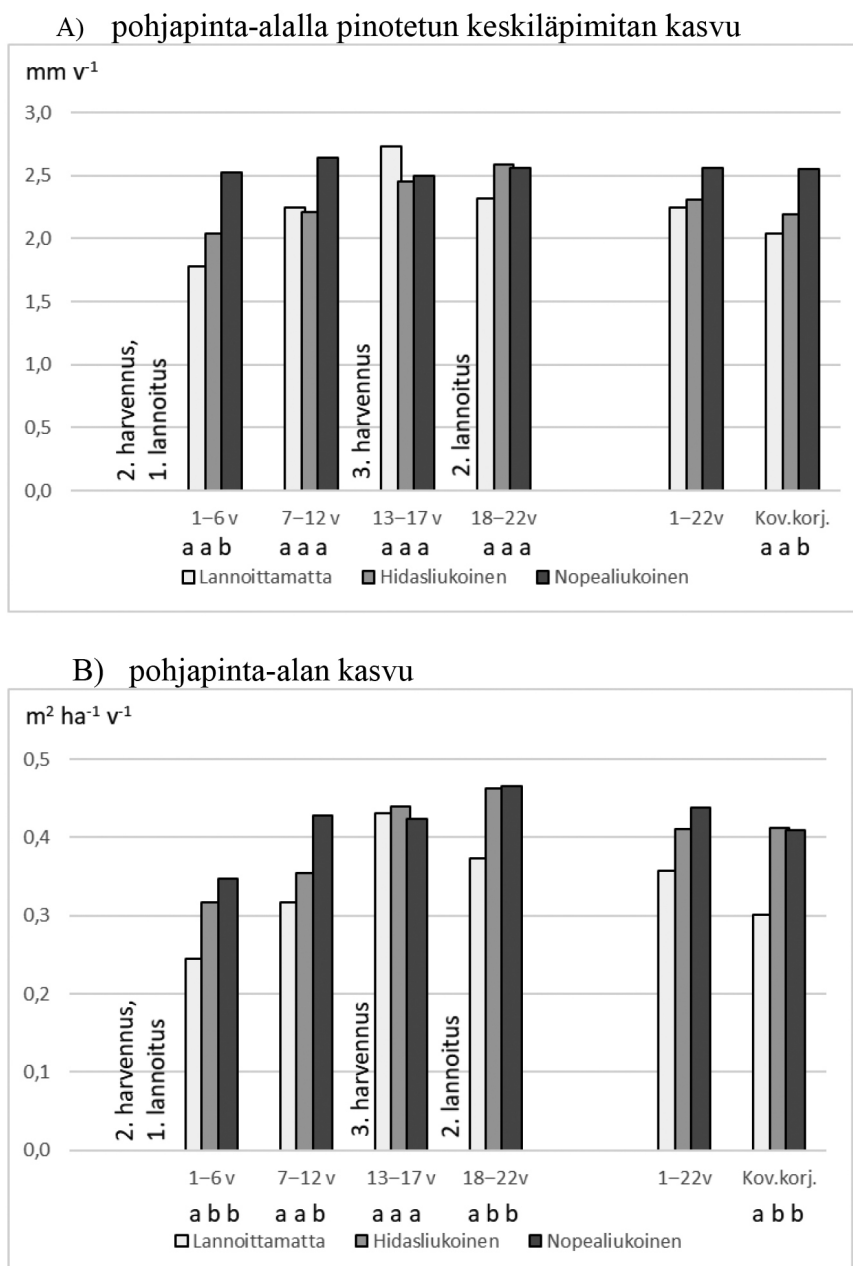 A) pohjapinta-alalla pinotetun keskiläpimitan kasvu
mm v-1
3,0
2,5
2,0
1,5
1,0
0,5
0,0
2. harvennus,
1. lannoitus
3. harvennus
2. lannoitus
1–6 v 7–12 v 13–17 v 18–22v 1–22v Kov.korj.
a a b a a a a a a a a a a a b
Lannoittamatta Hidasliukoinen Nopealiukoinen
B) pohjapinta-alan kasvu
m2 ha-1 v-1
0,5
0,4
0,3
0,2
0,1
0,0
2. harvennus,
1. lannoitus
3. harvennus
2. lannoitus
1–6 v 7–12 v 13–17 v 18–22v 1–22v Kov.korj.
a b b a a b a a a a b b a b b
Lannoittamatta Hidasliukoinen Nopealiukoinen